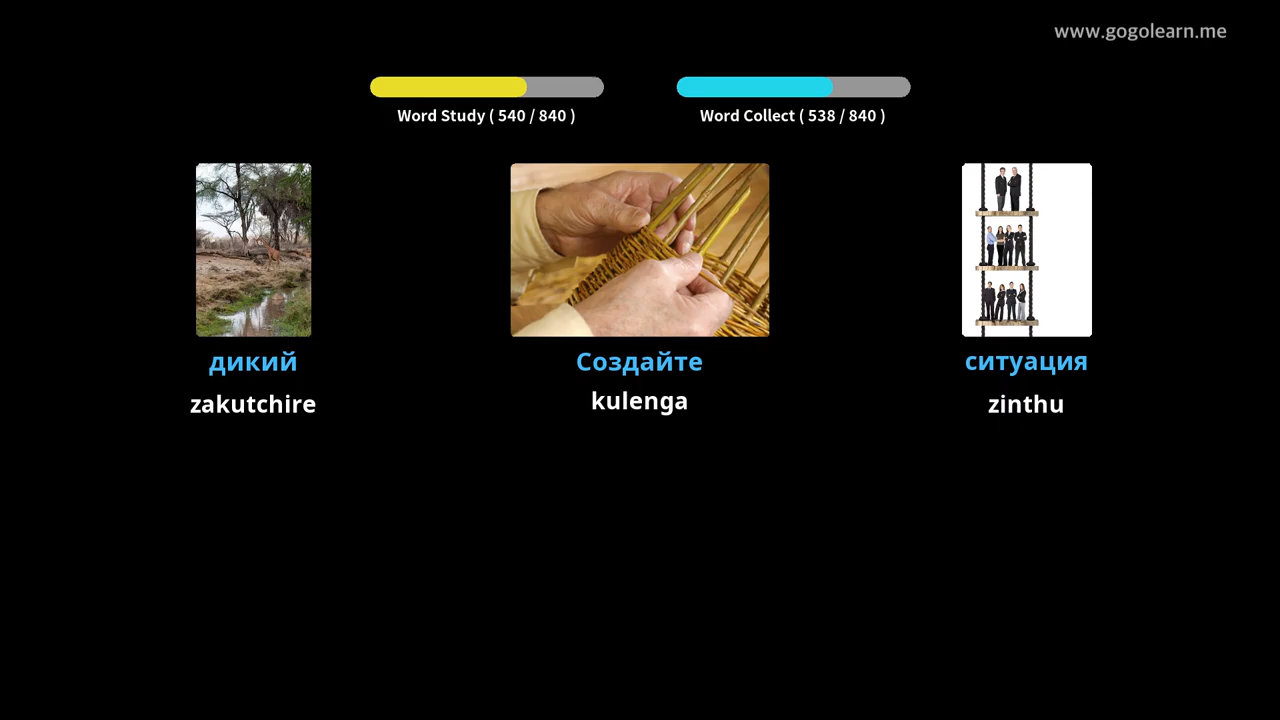 www.gogolearn.me
Word Study ( 540 / 840 )
Word Collect ( 538 / 840 )
дикий
Создайте
ситуация
zakutchire
kulenga
zinthu